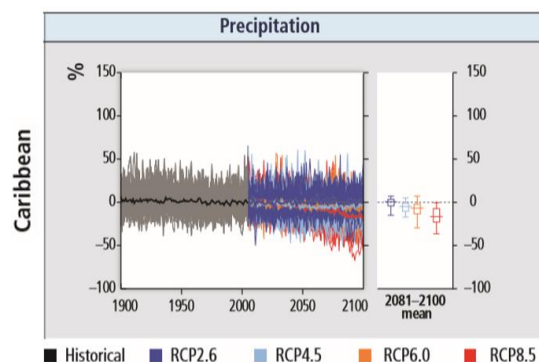 Precipitation
Caribbean
%
150
100
50
0
−50
−100
1900
1950
2000
2050
2100
150
100
50
0
−50
−100
2081–2100
mean
Historical
RCP2.6
RCP4.5
RCP6.0
RCP8.5